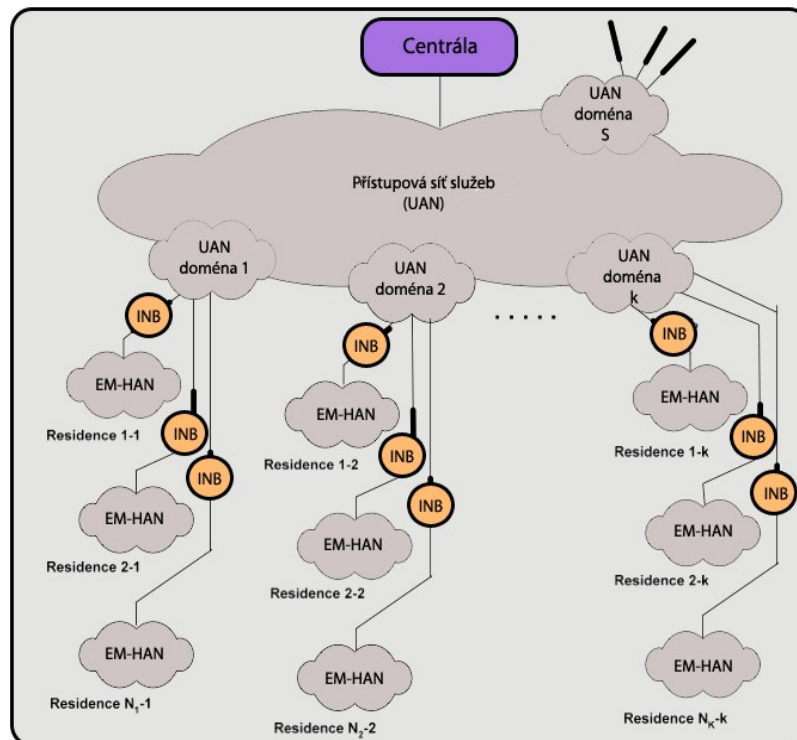 Centrála
UAN
doména
S
Přístupová síť služeb
(UAN)
UAN
doména 1
UAN
doména 2
UAN
doména
k
. . . . .
INB
EM-HAN
Residence 1-1
INB
EM-HAN
Residence 1-2
INB
EM-HAN
Residence 1-k
INB
INB
EM-HAN
Residence 2-1
INB
INB
EM-HAN
Residence 2-2
INB
INB
EM-HAN
Residence 2-k
EM-HAN
Residence N₁-1
EM-HAN
Residence N₂-2
EM-HAN
Residence Nₖ-k